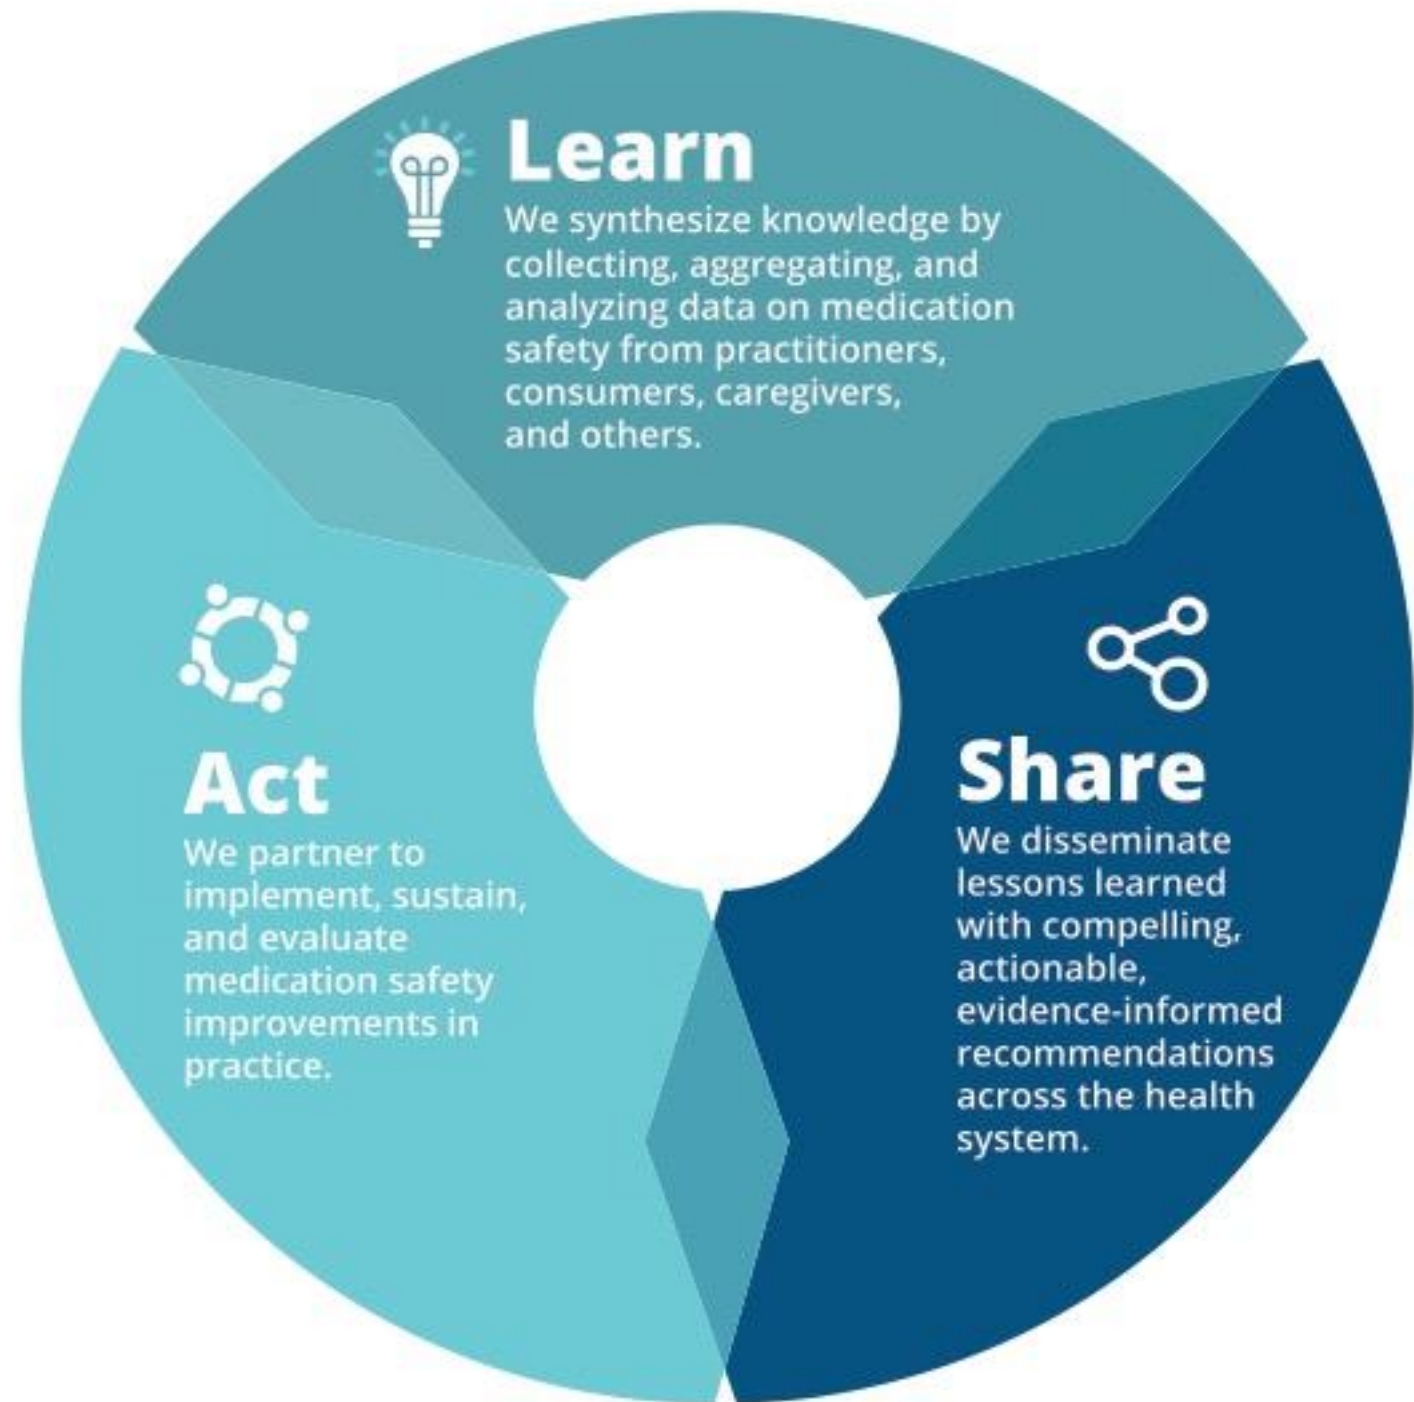 Learn
We synthesize knowledge by
collecting, aggregating, and
analyzing data on medication
safety from practitioners,
consumers, caregivers,
and others.
Share
We disseminate
lessons learned
with compelling,
actionable,
evidence-informed
recommendations
across the health
system.
Act
We partner to
implement, sustain,
and evaluate
medication safety
improvements in
practice.